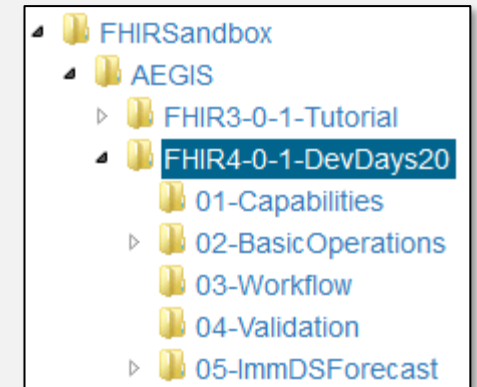 FHIRSandbox
AEGIS
FHIR3-0-1-Tutorial
FHIR4-0-1-DevDays20
01-Capabilities
02-BasicOperations
03-Workflow
04-Validation
05-ImmDSForecast